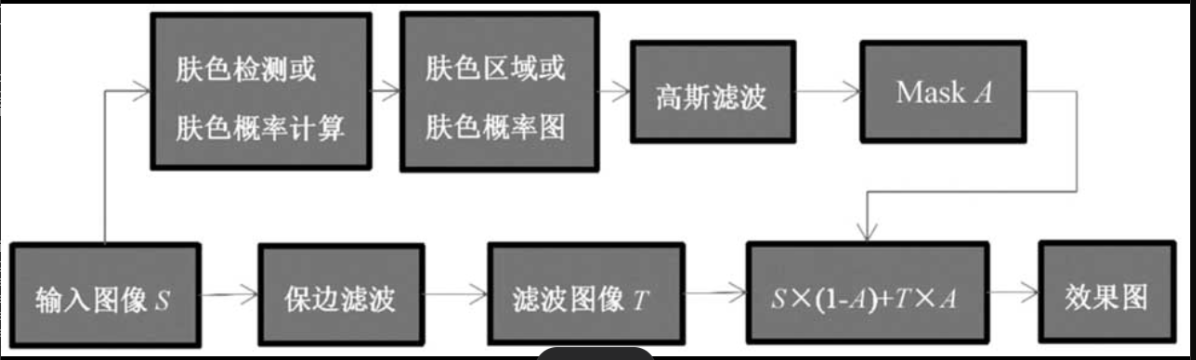 肤色检测或
肤色概率计算
肤色区域或
肤色概率图
高斯滤波
Mask A
输入图像 S
保边滤波
滤波图像 T
S×(1-A)+T×A
效果图